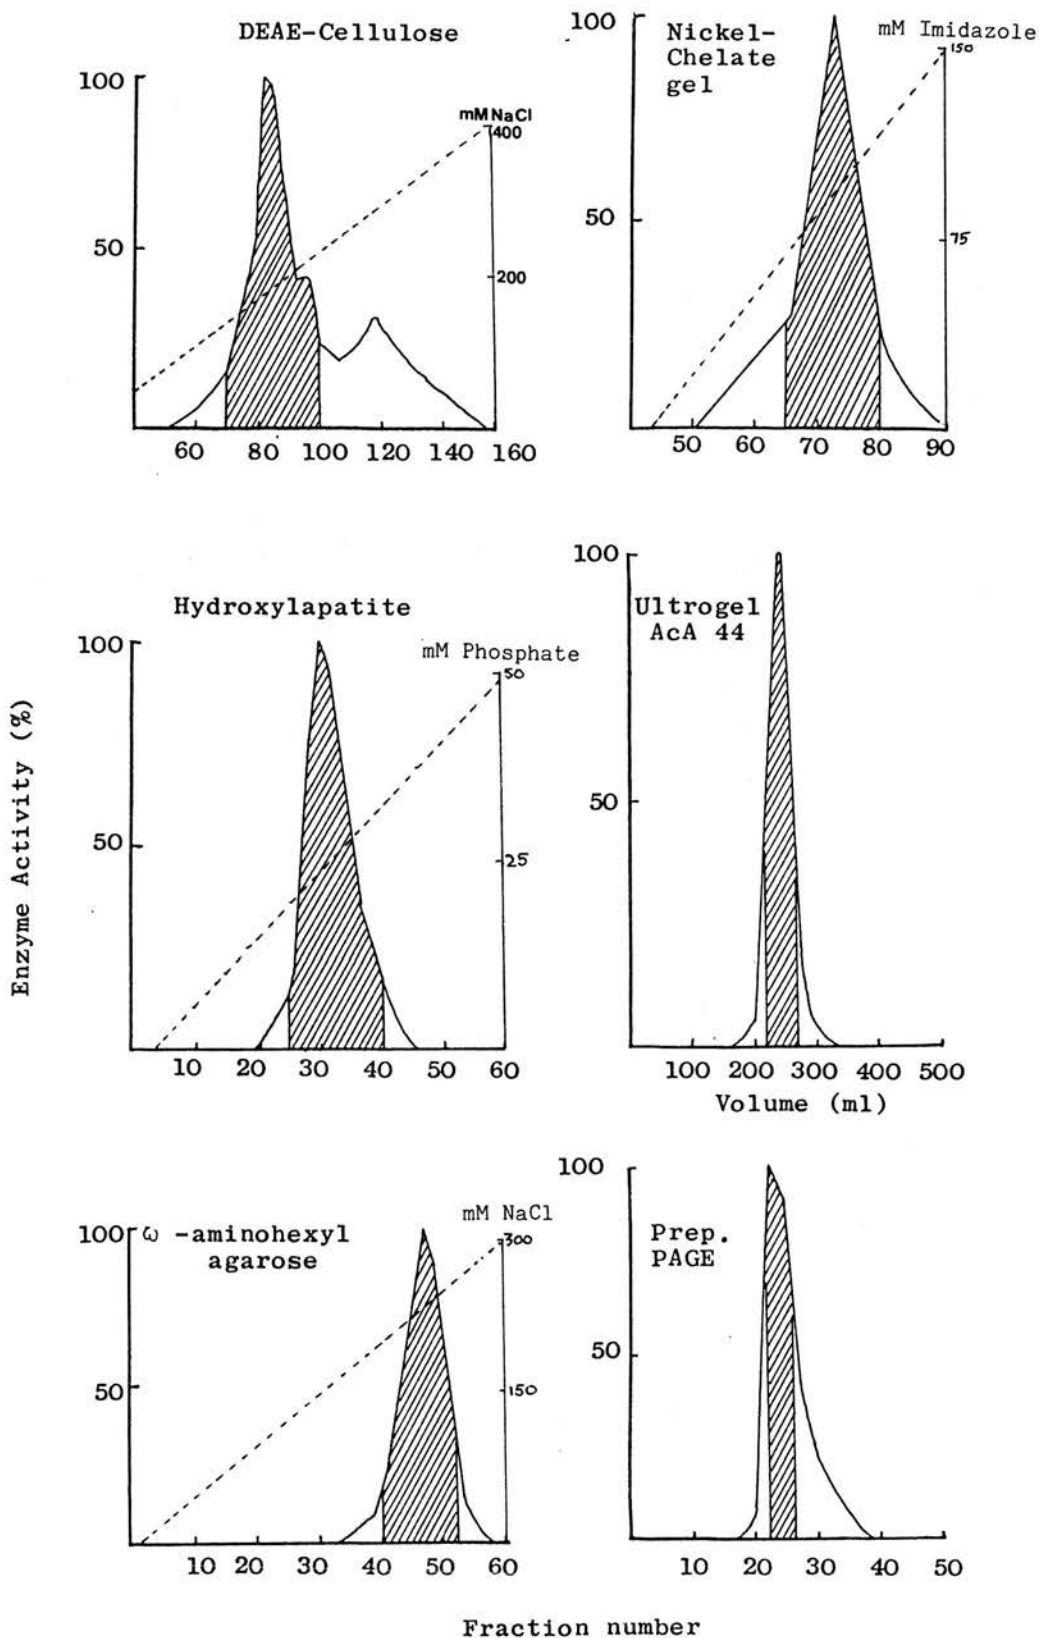 DEAE-Cellulose
100
50
mM NaCl
400
200
60 80 100 120 140 160
Nickel-
Chelate
gel
mM Imidazole
100
50
150
75
50 60 70 80 90
Hydroxylapatite
100
50
mM Phosphate
50
25
10 20 30 40 50 60
Ultrogel
AcA 44
100
50
100 200 300 400 500
Volume (ml)
Enzyme Activity (%)
ω -aminohexyl
agarose
100
50
mM NaCl
300
150
10 20 30 40 50 60
Prep.
PAGE
100
50
10 20 30 40 50
Fraction number